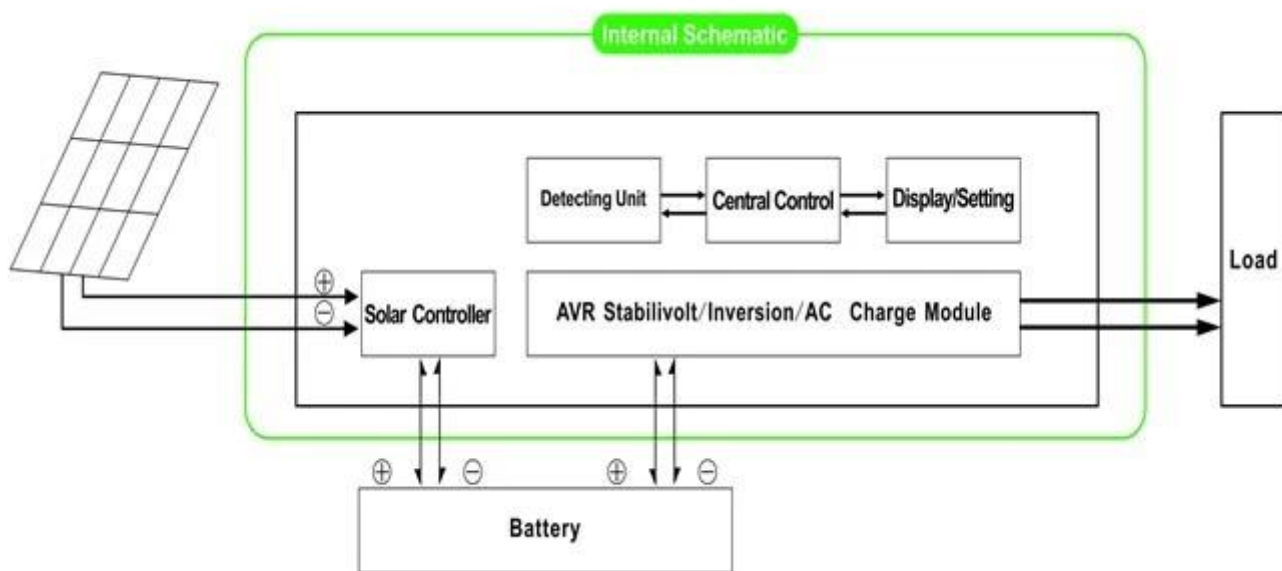 Internal Schematic
Detecting Unit
Central Control
Display/Setting
Load
⊕
⊖
Solar Controller
AVR Stabilivolt/Inversion/AC Charge Module
⊕ ⊖ ⊕ ⊖
Battery